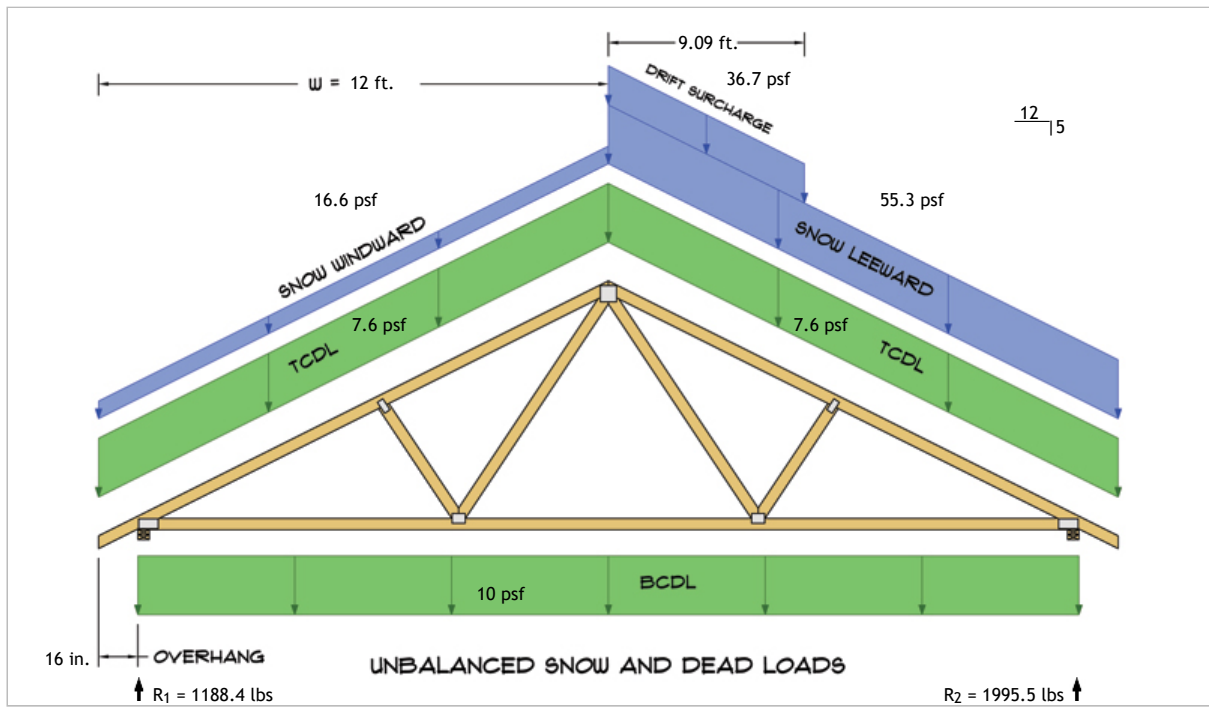 9.09 ft.
W = 12 ft.
DRIFT SURCHARGE
36.7 psf
12
5
16.6 psf
55.3 psf
SNOW WINDWARD
SNOW LEEWARD
7.6 psf
7.6 psf
TCDL
TCDL
10 psf
BCDL
16 in.
OVERHANG
UNBALANCED SNOW AND DEAD LOADS
R1 = 1188.4 lbs
R2 = 1995.5 lbs